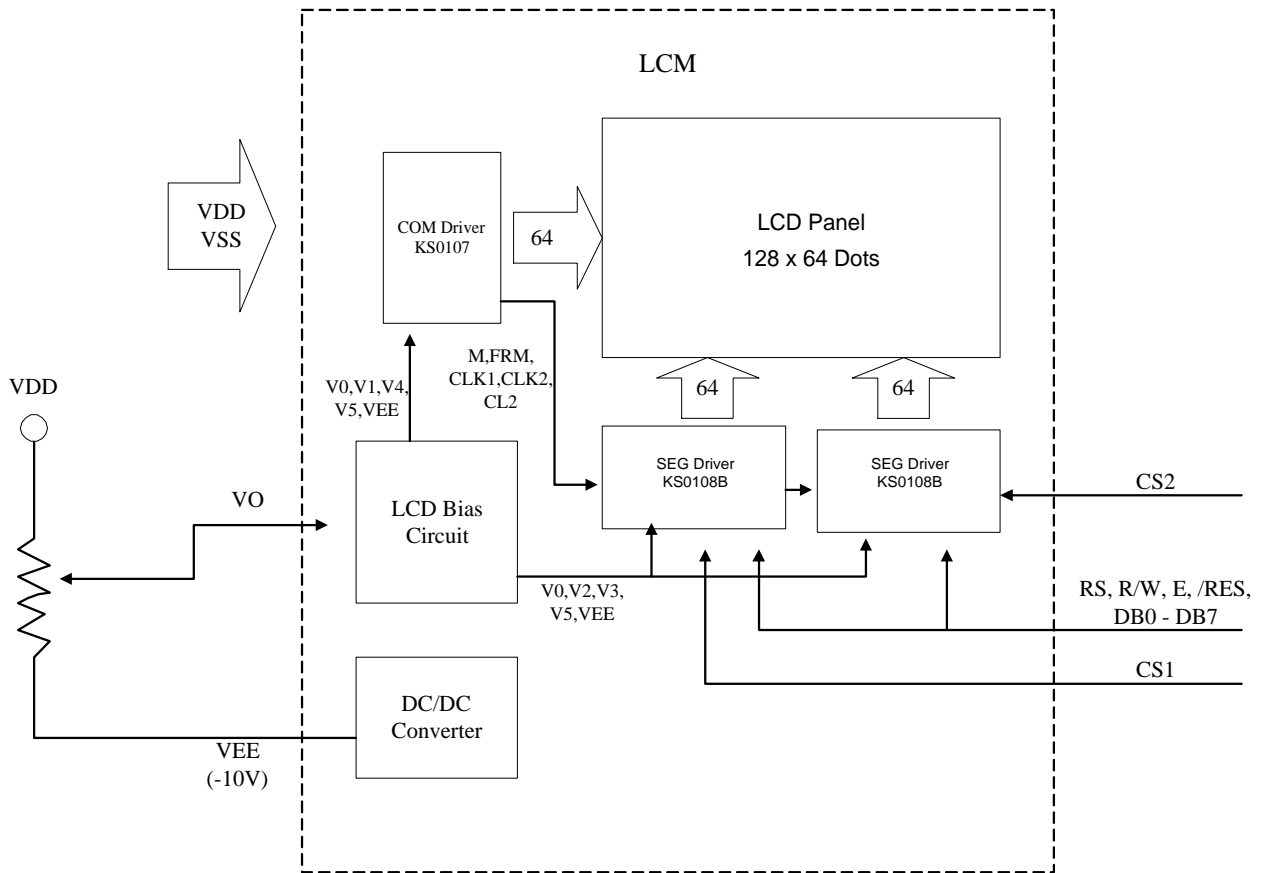 LCM
VDD
VSS
COM Driver
KS0107
64
LCD Panel
128 x 64 Dots
VDD
V0,V1,V4,
V5,VEE
M,FRM,
CLK1,CLK2,
CL2
64
64
VO
LCD Bias
Circuit
SEG Driver
KS0108B
SEG Driver
KS0108B
CS2
V0,V2,V3,
V5,VEE
RS, R/W, E, /RES,
DB0 - DB7
CS1
DC/DC
Converter
VEE
(-10V)